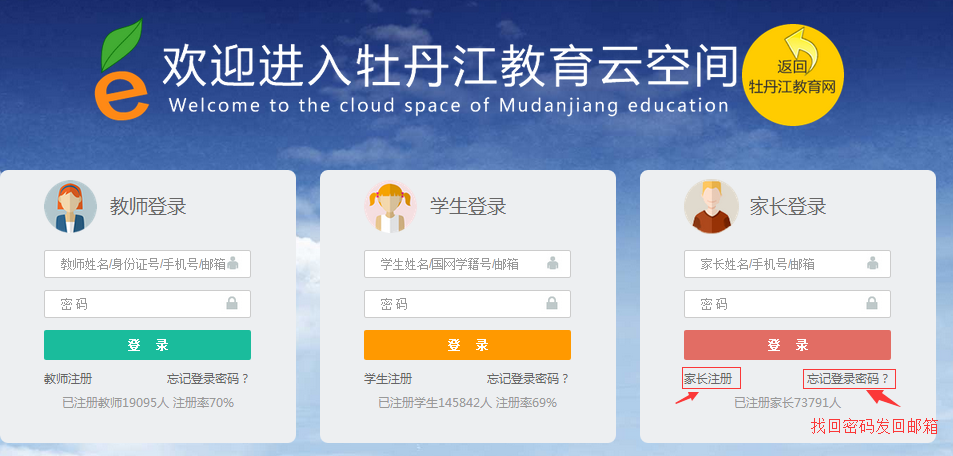 欢迎进入牡丹江教育云空间
Welcome to the cloud space of Mudanjiang education
返回
牡丹江教育网
教师登录
教师姓名/身份证号/手机号/邮箱
密 码
登 录
教师注册 忘记登录密码？
已注册教师19095人 注册率70%
学生登录
学生姓名/国网学籍号/邮箱
密 码
登 录
学生注册 忘记登录密码？
已注册学生145842人 注册率69%
家长登录
家长姓名/手机号/邮箱
密 码
登 录
家长注册 忘记登录密码？
已注册家长73791人
找回密码发回邮箱